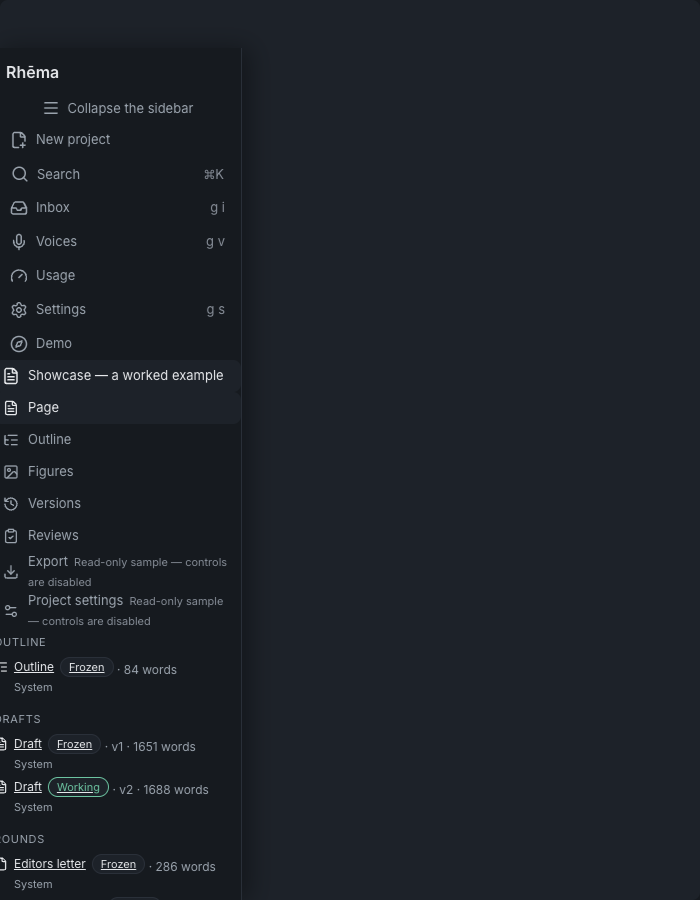 Rhēma
Collapse the sidebar
New project
Search ⌘K
Inbox g i
Voices g v
Usage
Settings g s
Demo
Showcase — a worked example
Page
Outline
Figures
Versions
Reviews
Export Read-only sample — controls
are disabled
Project settings Read-only sample
— controls are disabled
OUTLINE
Outline Frozen · 84 words
System
DRAFTS
Draft Frozen · v1 · 1651 words
System
Draft Working · v2 · 1688 words
System
ROUNDS
Editors letter Frozen · 286 words
System